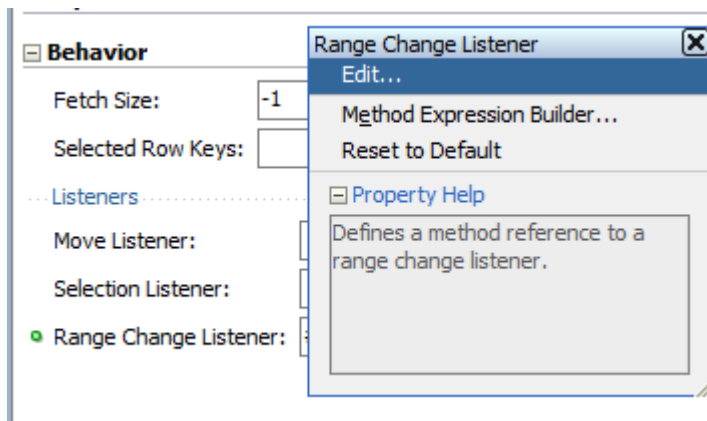 Behavior
Fetch Size:
-1
Selected Row Keys:
Listeners
Move Listener:
Selection Listener:
Range Change Listener:
Range Change Listener
Edit...
Method Expression Builder...
Reset to Default
Property Help
Defines a method reference to a
range change listener.